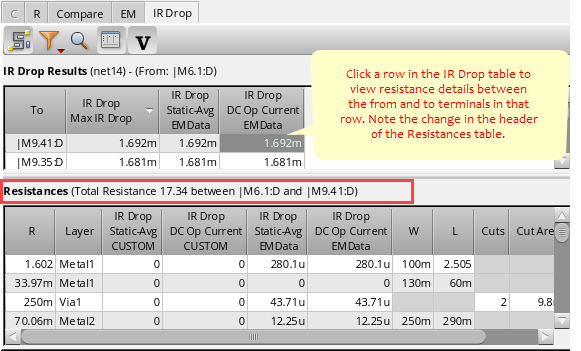 C R Compare EM IR Drop
V
IR Drop Results (net14) - (From: |M6.1:D)
To IR Drop Max IR Drop IR Drop Static-Avg EMData IR Drop DC Op Current EMData
|M9.41:D 1.692m 1.692m 1.692m
|M9.35:D 1.681m 1.681m 1.681m
Click a row in the IR Drop table to
view resistance details between
the from and to terminals in that
row. Note the change in the header
of the Resistances table.
Resistances (Total Resistance 17.34 between |M6.1:D and |M9.41:D)
R Layer IR Drop Static-Avg CUSTOM IR Drop DC Op Current CUSTOM IR Drop Static-Avg EMData IR Drop DC Op Current EMData W L Cuts Cut Are
1.602 Metal1 0 0 280.1u 280.1u 100m 2.505
33.97m Metal1 0 0 0 0 130m 60m
250m Via1 0 0 43.71u 43.71u 2 9.8
70.06m Metal2 0 0 12.25u 12.25u 250m 290m